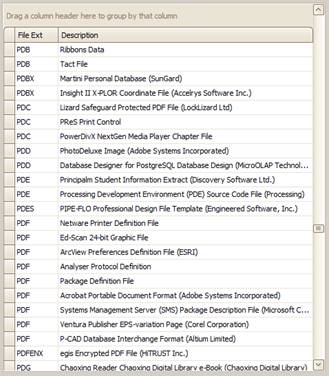 Drag a column header here to group by that column
File Ext Description
PDB Ribbons Data
PDB Tact File
PDBX Martini Personal Database (SunGard)
PDBX Insight II X-PLOR Coordinate File (Accelrys Software Inc.)
PDC Lizard Safeguard Protected PDF File (LockLizard Ltd)
PDC PReS Print Control
PDC PowerDivX NextGen Media Player Chapter File
PDD PhotoDeluxe Image (Adobe Systems Incorporated)
PDD Database Designer for PostgreSQL Database Design (MicroOLAP Technol...
PDE Principalm Student Information Extract (Discovery Software Ltd.)
PDE Processing Development Environment (PDE) Source Code File (Processing)
PDES PIPE-FLO Professional Design File Template (Engineered Software, Inc.)
PDF Netware Printer Definition File
PDF Ed-Scan 24-bit Graphic File
PDF ArcView Preferences Definition File (ESRI)
PDF Analyser Protocol Definition
PDF Package Definition File
PDF Acrobat Portable Document Format (Adobe Systems Incorporated)
PDF Systems Management Server (SMS) Package Description File (Microsoft C...
PDF Ventura Publisher EPS-variation Page (Corel Corporation)
PDF P-CAD Database Interchange Format (Altium Limited)
PDFENX egis Encrypted PDF File (HiTRUST Inc.)
PDG Chaoxing Reader Chaoxing Digital Library e-Book (Chaoxing Digital Library)